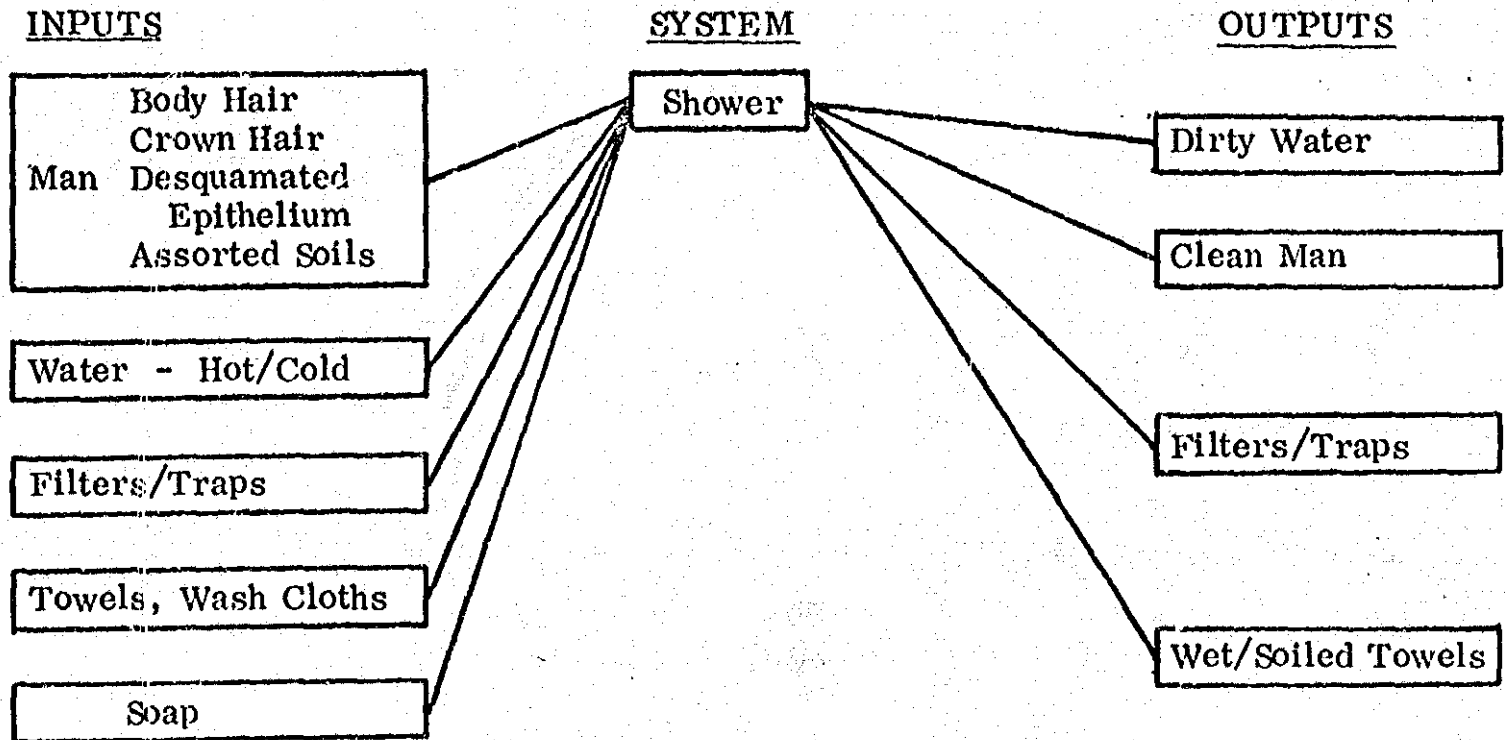 INPUTS
SYSTEM
OUTPUTS
Body Hair
Crown Hair
Man Desquamated
Epithelium
Assorted Soils
Water - Hot/Cold
Filters/Traps
Towels, Wash Cloths
Soap
Shower
Dirty Water
Clean Man
Filters/Traps
Wet/Soiled Towels